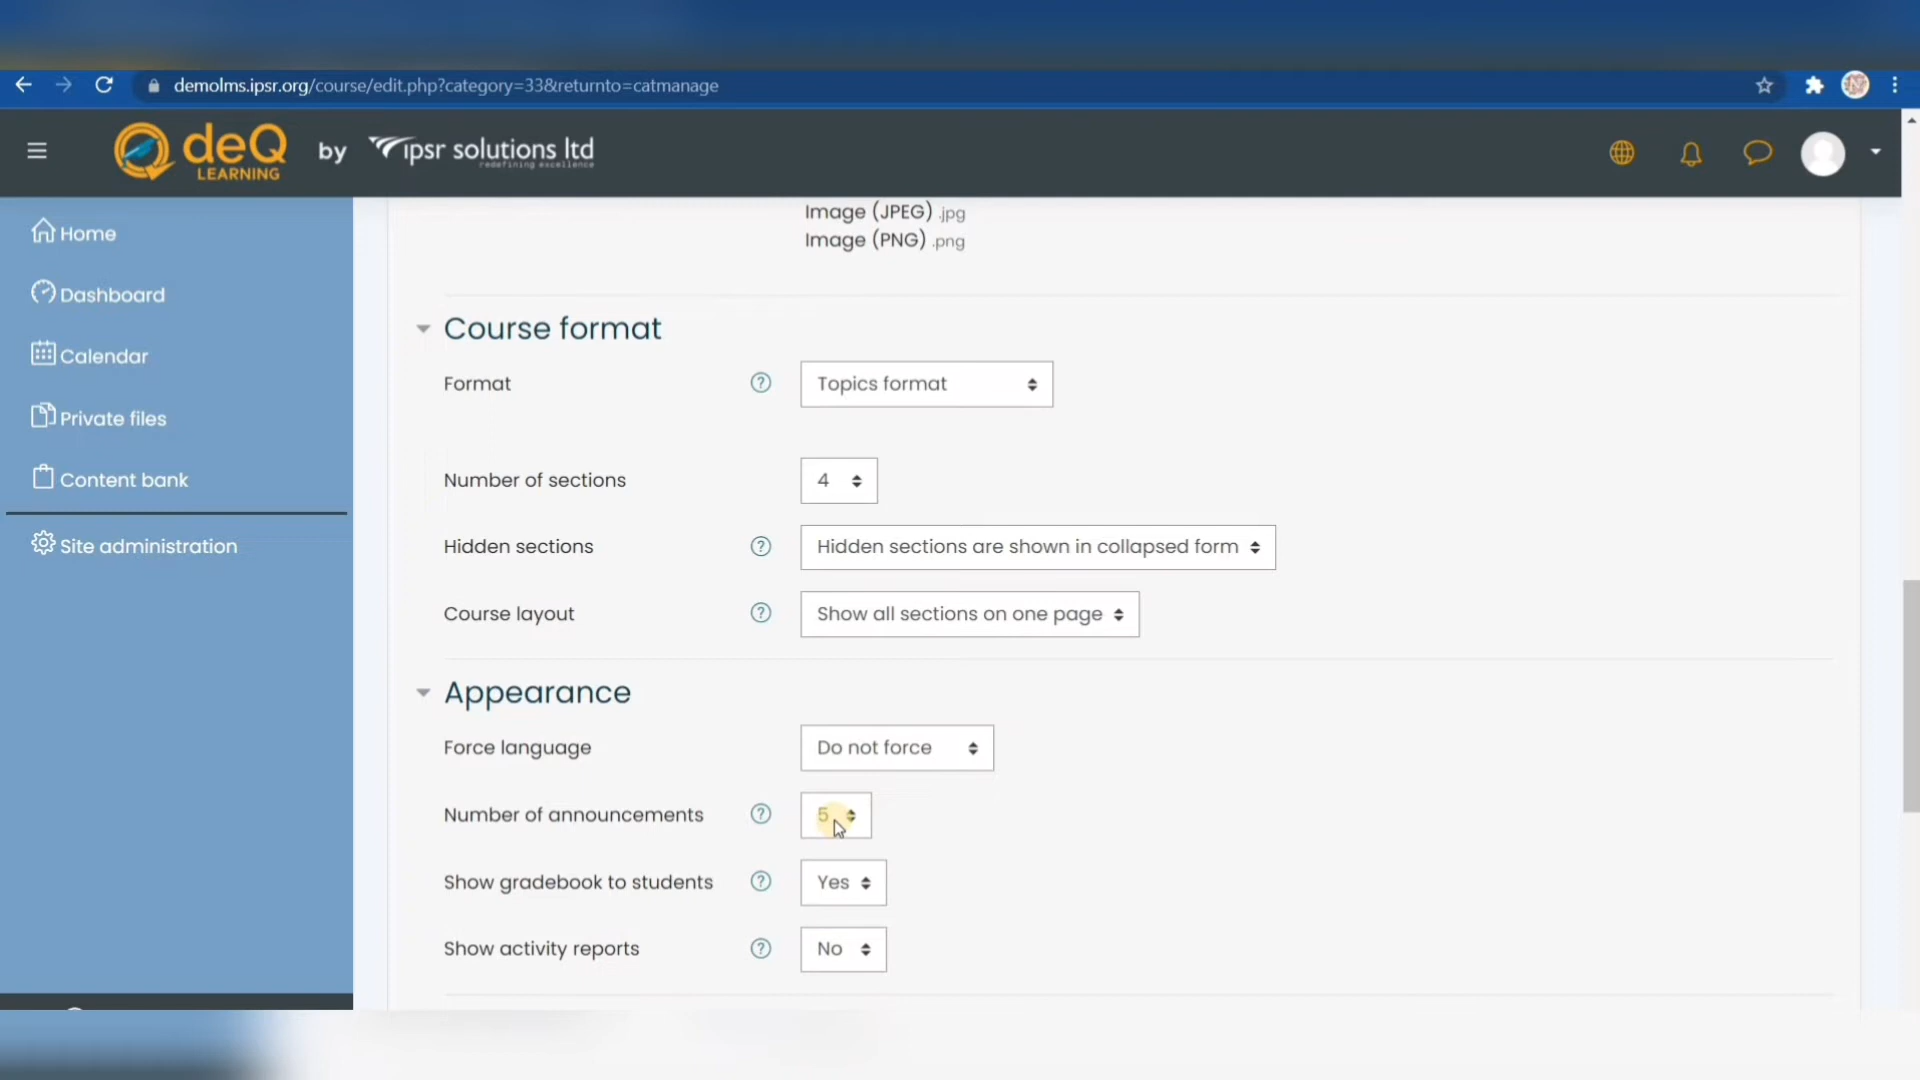 demolms.ipsr.org/course/edit.php?category=33&returnto=catmanage
deQ LEARNING by ipsr solutions ltd
redefining excellence
Home
Dashboard
Calendar
Private files
Content bank
Site administration
Image (JPEG) .jpg
Image (PNG) .png
Course format
Format ? Topics format
Number of sections 4
Hidden sections ? Hidden sections are shown in collapsed form
Course layout ? Show all sections on one page
Appearance
Force language Do not force
Number of announcements ? 5
Show gradebook to students ? Yes
Show activity reports ? No